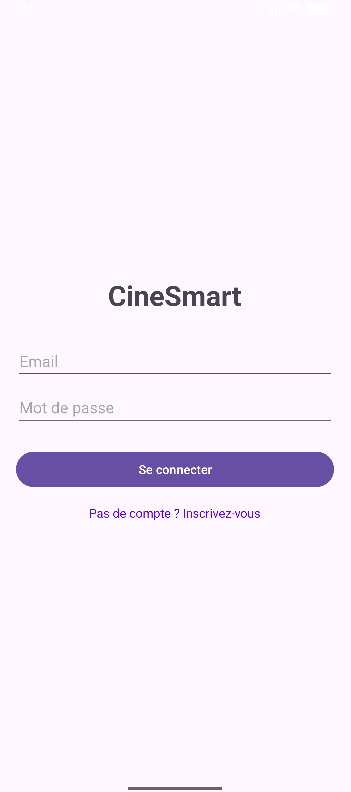 CineSmart
Email
Mot de passe
Se connecter
Pas de compte ? Inscrivez-vous